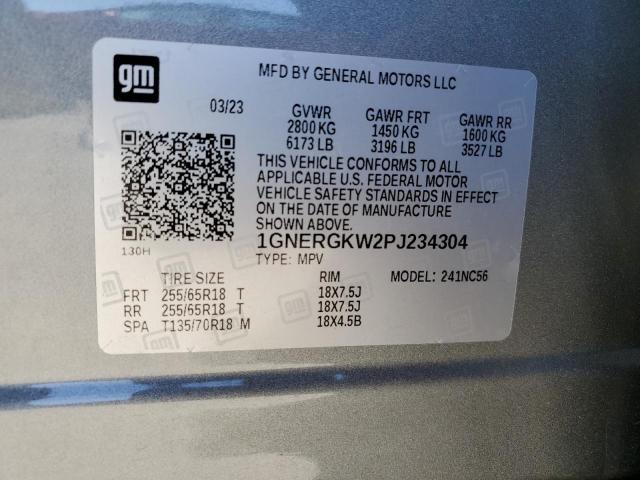 gm
MFD BY GENERAL MOTORS LLC
03/23 GVWR GAWR FRT GAWR RR
2800 KG 1450 KG 1600 KG
6173 LB 3196 LB 3527 LB
THIS VEHICLE CONFORMS TO ALL
APPLICABLE U.S. FEDERAL MOTOR
VEHICLE SAFETY STANDARDS IN EFFECT
ON THE DATE OF MANUFACTURE
SHOWN ABOVE.
130H 1GNERGKW2PJ234304
TYPE: MPV
TIRE SIZE RIM MODEL: 241NC56
FRT 255/65R18 T 18X7.5J
RR 255/65R18 T 18X7.5J
SPA T135/70R18 M 18X4.5B